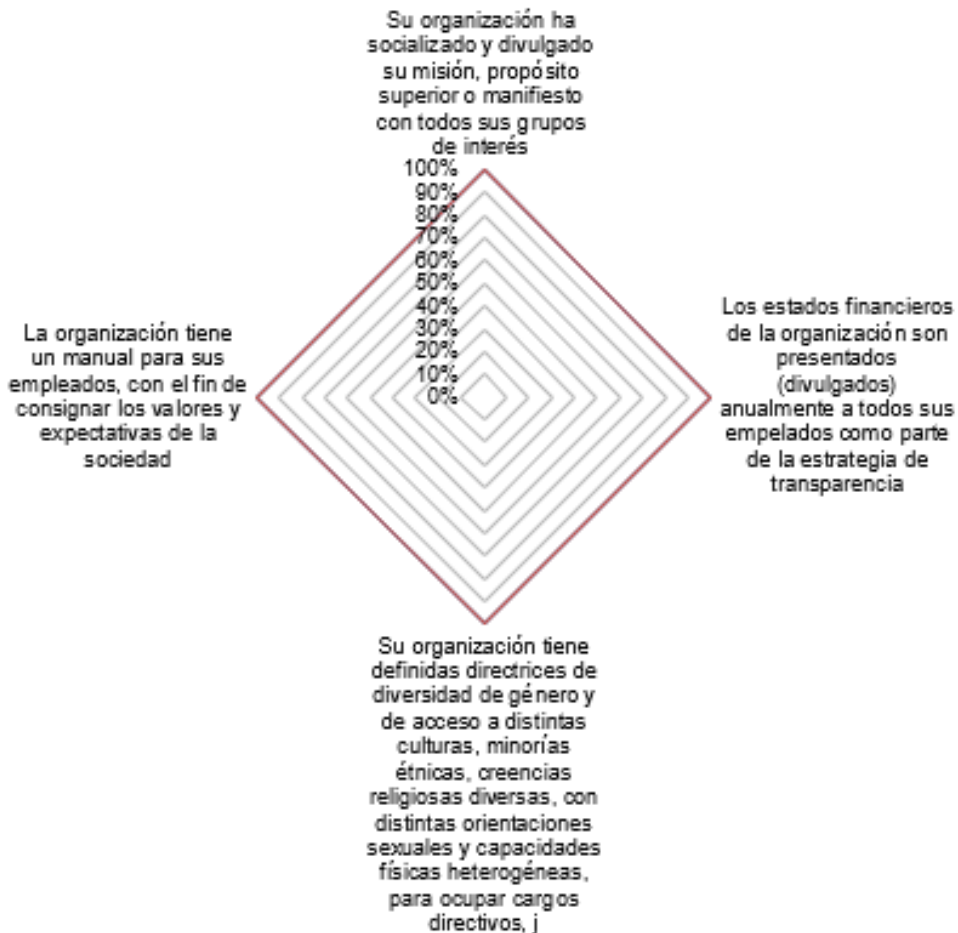 Su organización ha
socializado y divulgado
su misión, propósito
superior o manifiesto
con todos sus grupos
de interés
100%
90%
80%
70%
60%
50%
40%
30%
20%
10%
0%
Los estados financieros
de la organización son
presentados
(divulgados)
anualmente a todos sus
empelados como parte
de la estrategia de
transparencia
Su organización tiene
definidas directrices de
diversidad de género y
de acceso a distintas
culturas, minorías
étnicas, creencias
religiosas diversas, con
distintas orientaciones
sexuales y capacidades
físicas heterogéneas,
para ocupar cargos
directivos, j
La organización tiene
un manual para sus
empleados, con el fin de
consignar los valores y
expectativas de la
sociedad